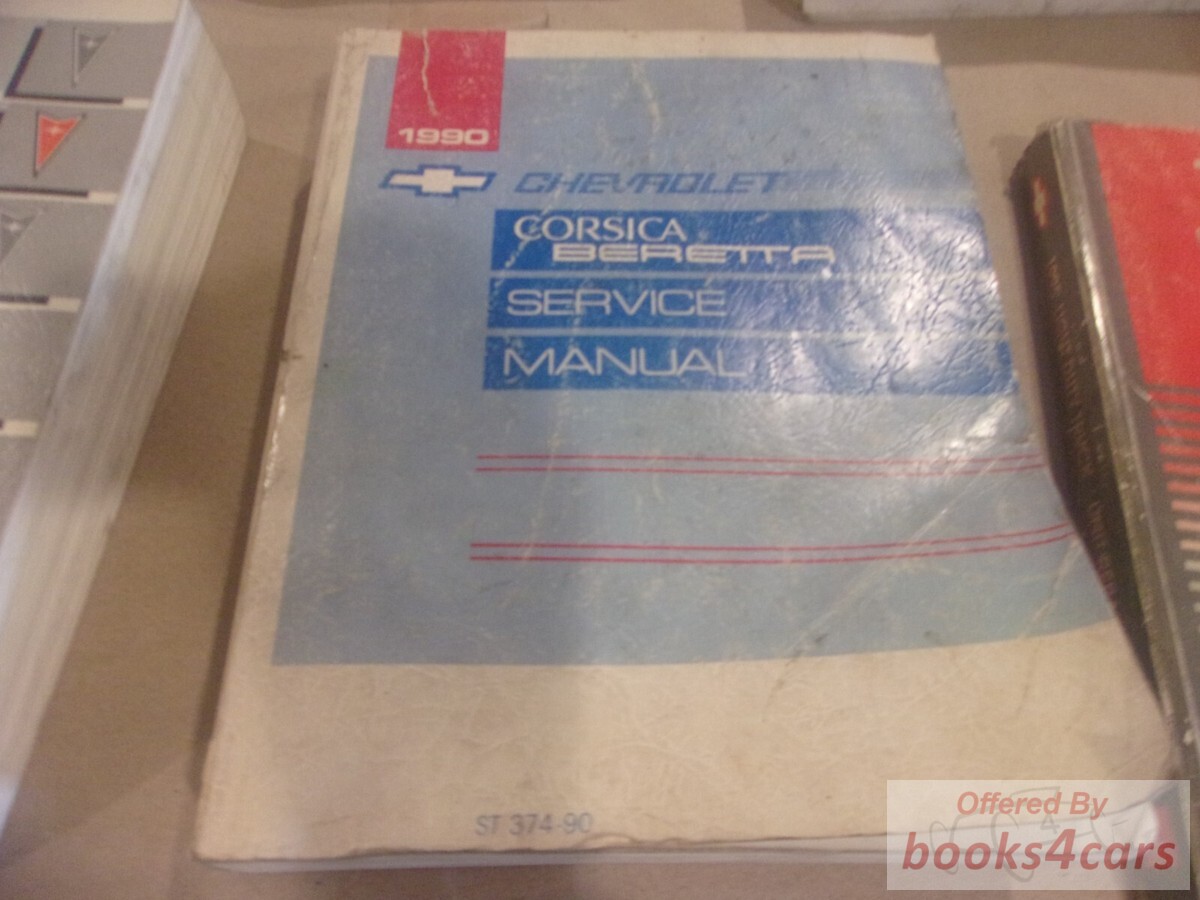 1990
CHEVROLET
CORSICA
BERETTA
SERVICE
MANUAL
ST 374-90
Offered By
books4cars